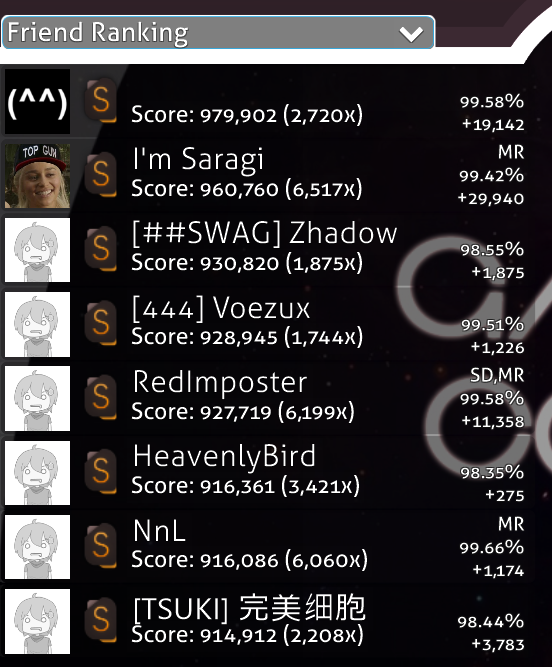 Friend Ranking
(^^)
S
Score: 979,902 (2,720x)
99.58%
+19,142
TOP GUN
S
I'm Saragi
Score: 960,760 (6,517x)
MR
99.42%
+29,940
S
[##SWAG] Zhadow
Score: 930,820 (1,875x)
98.55%
+1,875
S
[444] Voezux
Score: 928,945 (1,744x)
99.51%
+1,226
S
RedImposter
Score: 927,719 (6,199x)
SD,MR
99.58%
+11,358
S
HeavenlyBird
Score: 916,361 (3,421x)
98.35%
+275
S
NnL
Score: 916,086 (6,060x)
MR
99.66%
+1,174
S
[TSUKI] 完美细胞
Score: 914,912 (2,208x)
98.44%
+3,783